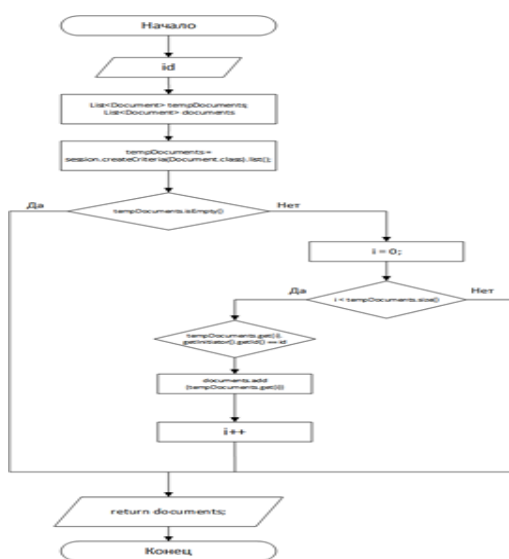 Начало
id
List<Document> tempDocuments;
List<Document> documents
tempDocuments =
session.createCriteria(Document.class).list();
Да
tempDocuments.isEmpty()
Нет
i = 0;
Да
i < tempDocuments.size()
Нет
tempDocuments.get(i).
getInitiator().getId() == id
documents.add
(tempDocuments.get(i))
i++
return documents;
Конец